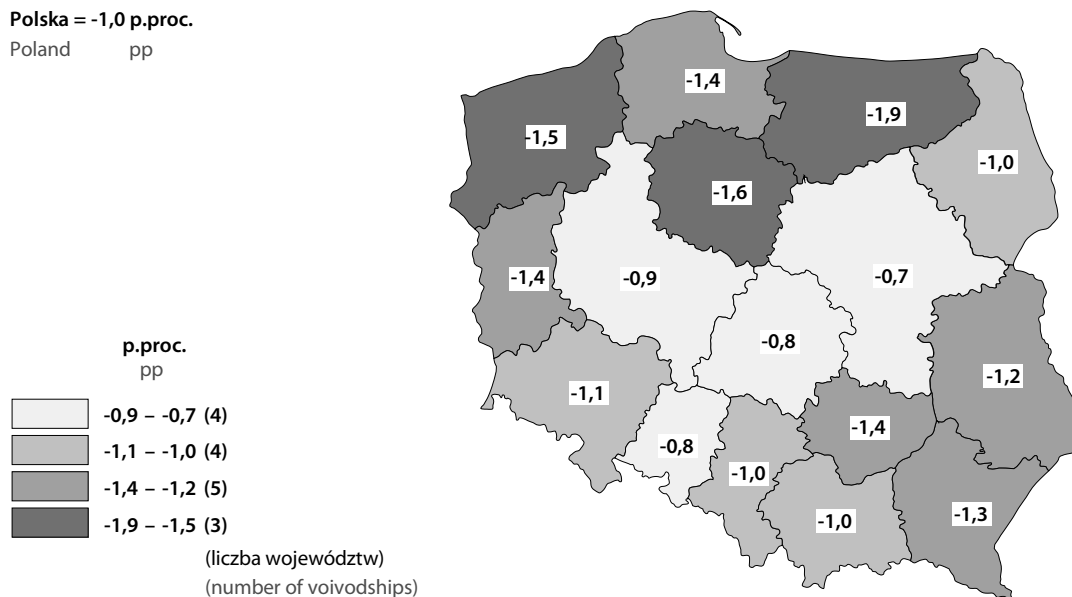 Polska = -1,0 p.proc.
Poland pp
-1,4
-1,9
-1,5
-1,0
-1,6
-1,4
-0,9
-0,7
-0,8
-1,2
-1,1
-1,4
-0,8
-1,0
-1,3
-1,0
p.proc.
pp
-0,9 – -0,7 (4)
-1,1 – -1,0 (4)
-1,4 – -1,2 (5)
-1,9 – -1,5 (3)
(liczba województw)
(number of voivodships)